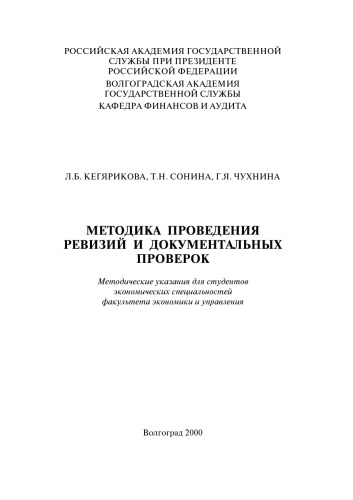 РОССИЙСКАЯ АКАДЕМИЯ ГОСУДАРСТВЕННОЙ
СЛУЖБЫ ПРИ ПРЕЗИДЕНТЕ
РОССИЙСКОЙ ФЕДЕРАЦИИ
ВОЛГОГРАДСКАЯ АКАДЕМИЯ
ГОСУДАРСТВЕННОЙ СЛУЖБЫ
КАФЕДРА ФИНАНСОВ И АУДИТА
Л.Б. КЕГЯРИКОВА, Т.Н. СОНИНА, Г.Я. ЧУХНИНА
МЕТОДИКА ПРОВЕДЕНИЯ
РЕВИЗИЙ И ДОКУМЕНТАЛЬНЫХ
ПРОВЕРОК
Методические указания для студентов
экономических специальностей
факультета экономики и управления
Волгоград 2000